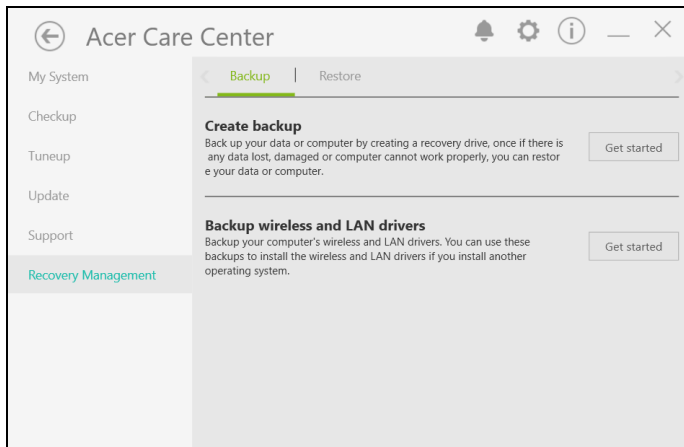 Acer Care Center
My System
Checkup
Tuneup
Update
Support
Recovery Management
Backup | Restore
Create backup
Back up your data or computer by creating a recovery drive, once if there is
any data lost, damaged or computer cannot work properly, you can restor
e your data or computer.
Get started
Backup wireless and LAN drivers
Backup your computer's wireless and LAN drivers. You can use these
backups to install the wireless and LAN drivers if you install another
operating system.
Get started